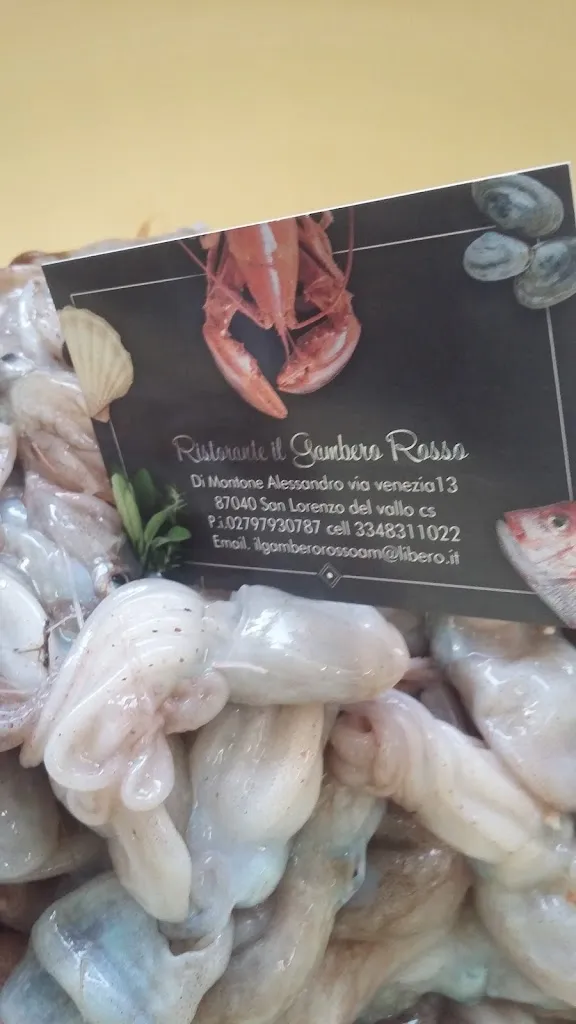 Ristorante il Gambero Rosso
Di Montone Alessandro via venezia13
87040 San Lorenzo del vallo cs
P.i.02797930787 cell 3348311022
Email. ilgamberorossoam@libero.it